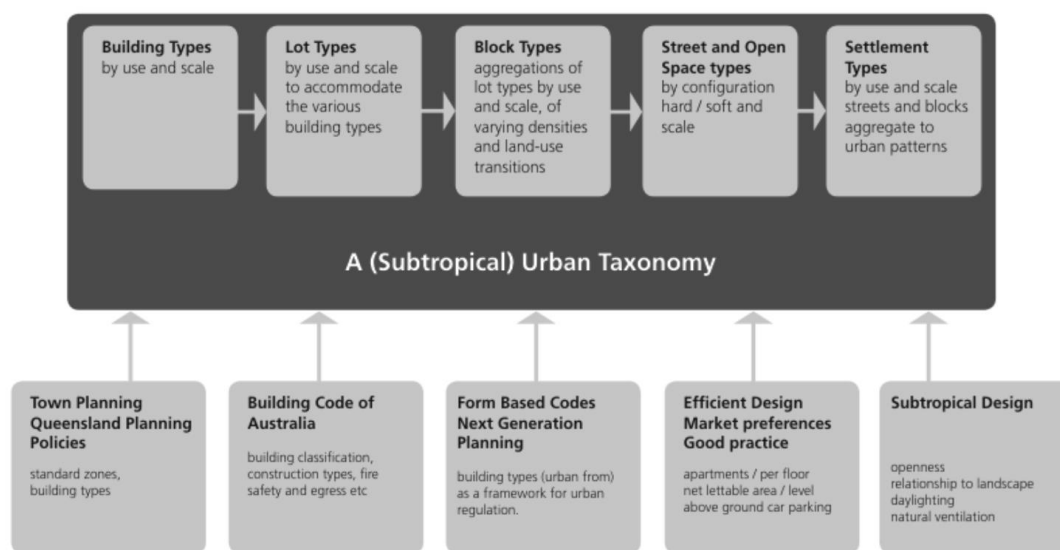 Building Types
by use and scale
Lot Types
by use and scale
to accommodate
the various
building types
Block Types
aggregations of
lot types by use
and scale, of
varying densities
and land-use
transitions
Street and Open
Space types
by configuration
hard / soft and
scale
Settlement
Types
by use and scale
streets and blocks
aggregate to
urban patterns
A (Subtropical) Urban Taxonomy
Town Planning
Queensland Planning
Policies
standard zones,
building types
Building Code of
Australia
building classification,
construction types, fire
safety and egress etc
Form Based Codes
Next Generation
Planning
building types (urban from)
as a framework for urban
regulation.
Efficient Design
Market preferences
Good practice
apartments / per floor
net lettable area / level
above ground car parking
Subtropical Design
openness
relationship to landscape
daylighting
natural ventilation